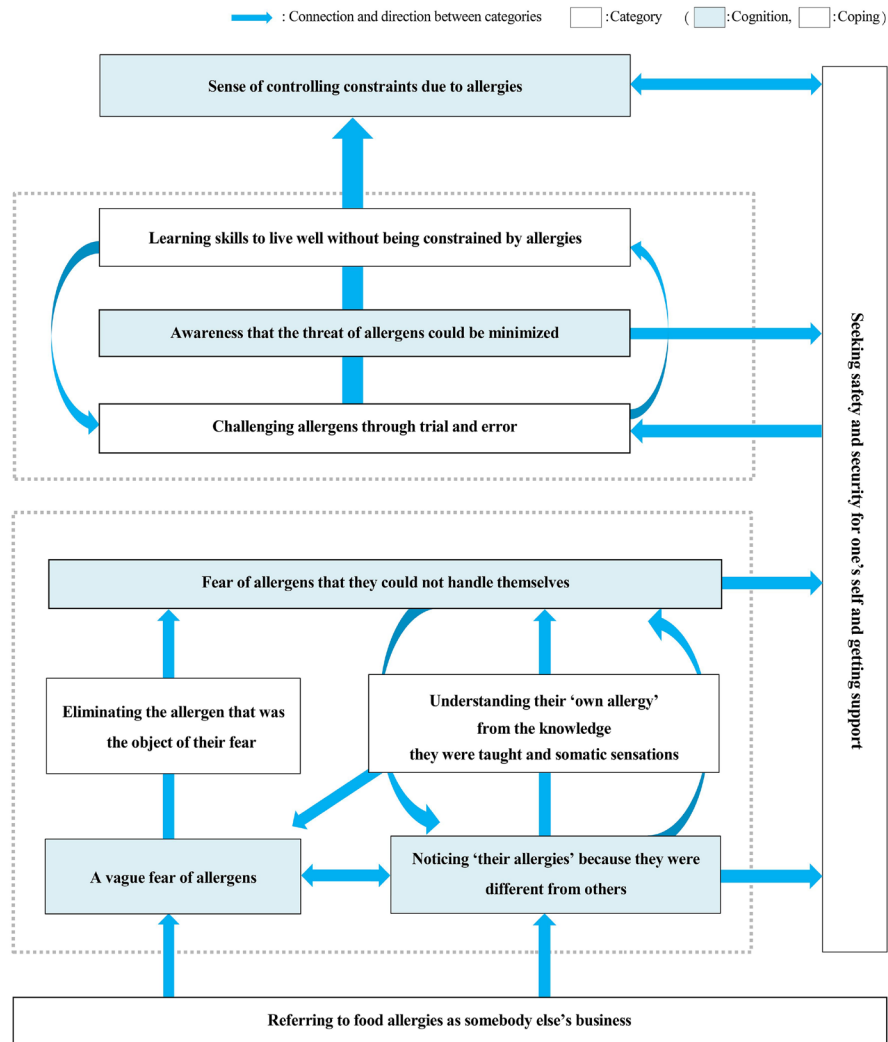 : Connection and direction between categories :Category ( :Cognition, :Coping)
Sense of controlling constraints due to allergies
Learning skills to live well without being constrained by allergies
Awareness that the threat of allergens could be minimized
Challenging allergens through trial and error
Seeking safety and security for one's self and getting support
Fear of allergens that they could not handle themselves
Eliminating the allergen that was
the object of their fear
Understanding their ‘own allergy’
from the knowledge
they were taught and somatic sensations
A vague fear of allergens
Noticing ‘their allergies’ because they were
different from others
Referring to food allergies as somebody else’s business